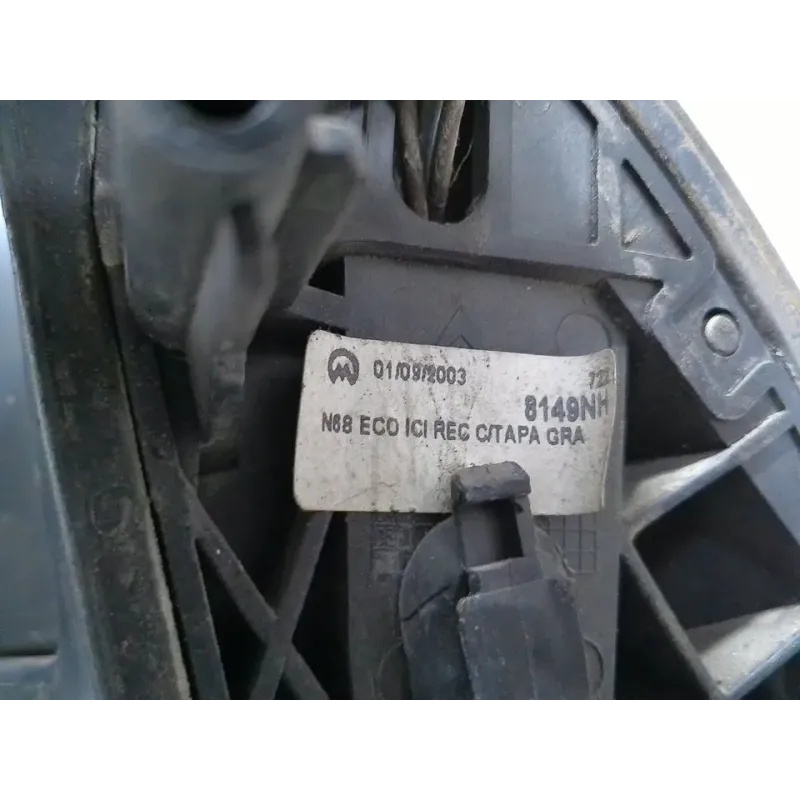 01/09/2003
8149NH
N68 ECO ICI REC C/TAPA GRA